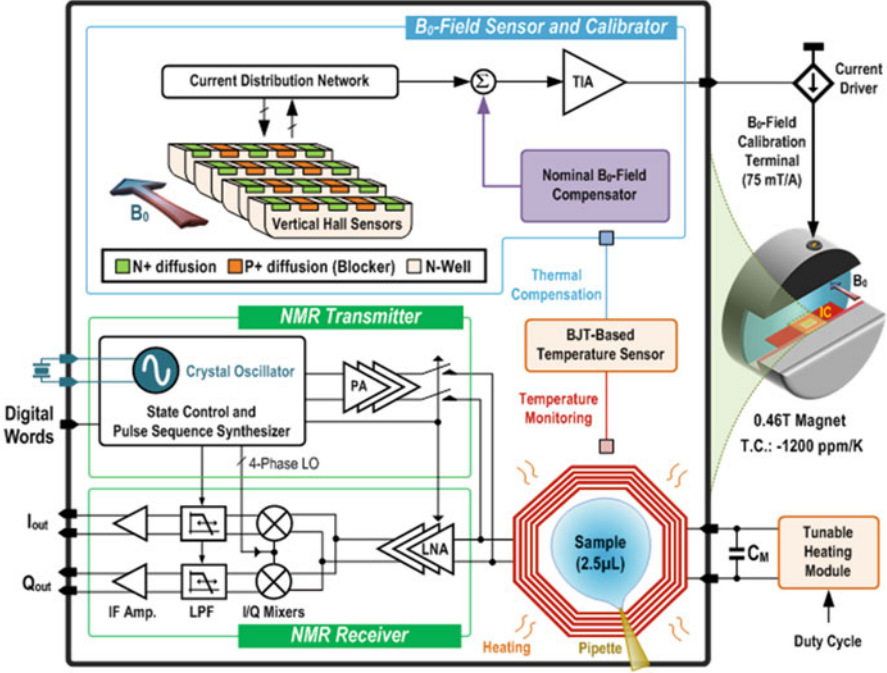 B₀-Field Sensor and Calibrator
Current Distribution Network
Σ
TIA
Current
Driver
B₀-Field
Calibration
Terminal
(75 mT/A)
Nominal B₀-Field
Compensator
B₀
Vertical Hall Sensors
N+ diffusion
P+ diffusion (Blocker)
N-Well
Thermal
Compensation
B₀
IC
NMR Transmitter
BJT-Based
Temperature Sensor
Crystal Oscillator
PA
Digital
Words
State Control and
Pulse Sequence Synthesizer
Temperature
Monitoring
0.46T Magnet
T.C.: -1200 ppm/K
4-Phase LO
Iout
LNA
Sample
(2.5μL)
CM
Tunable
Heating
Module
Qout
IF Amp.
LPF
I/Q Mixers
NMR Receiver
Heating
Pipette
Duty Cycle